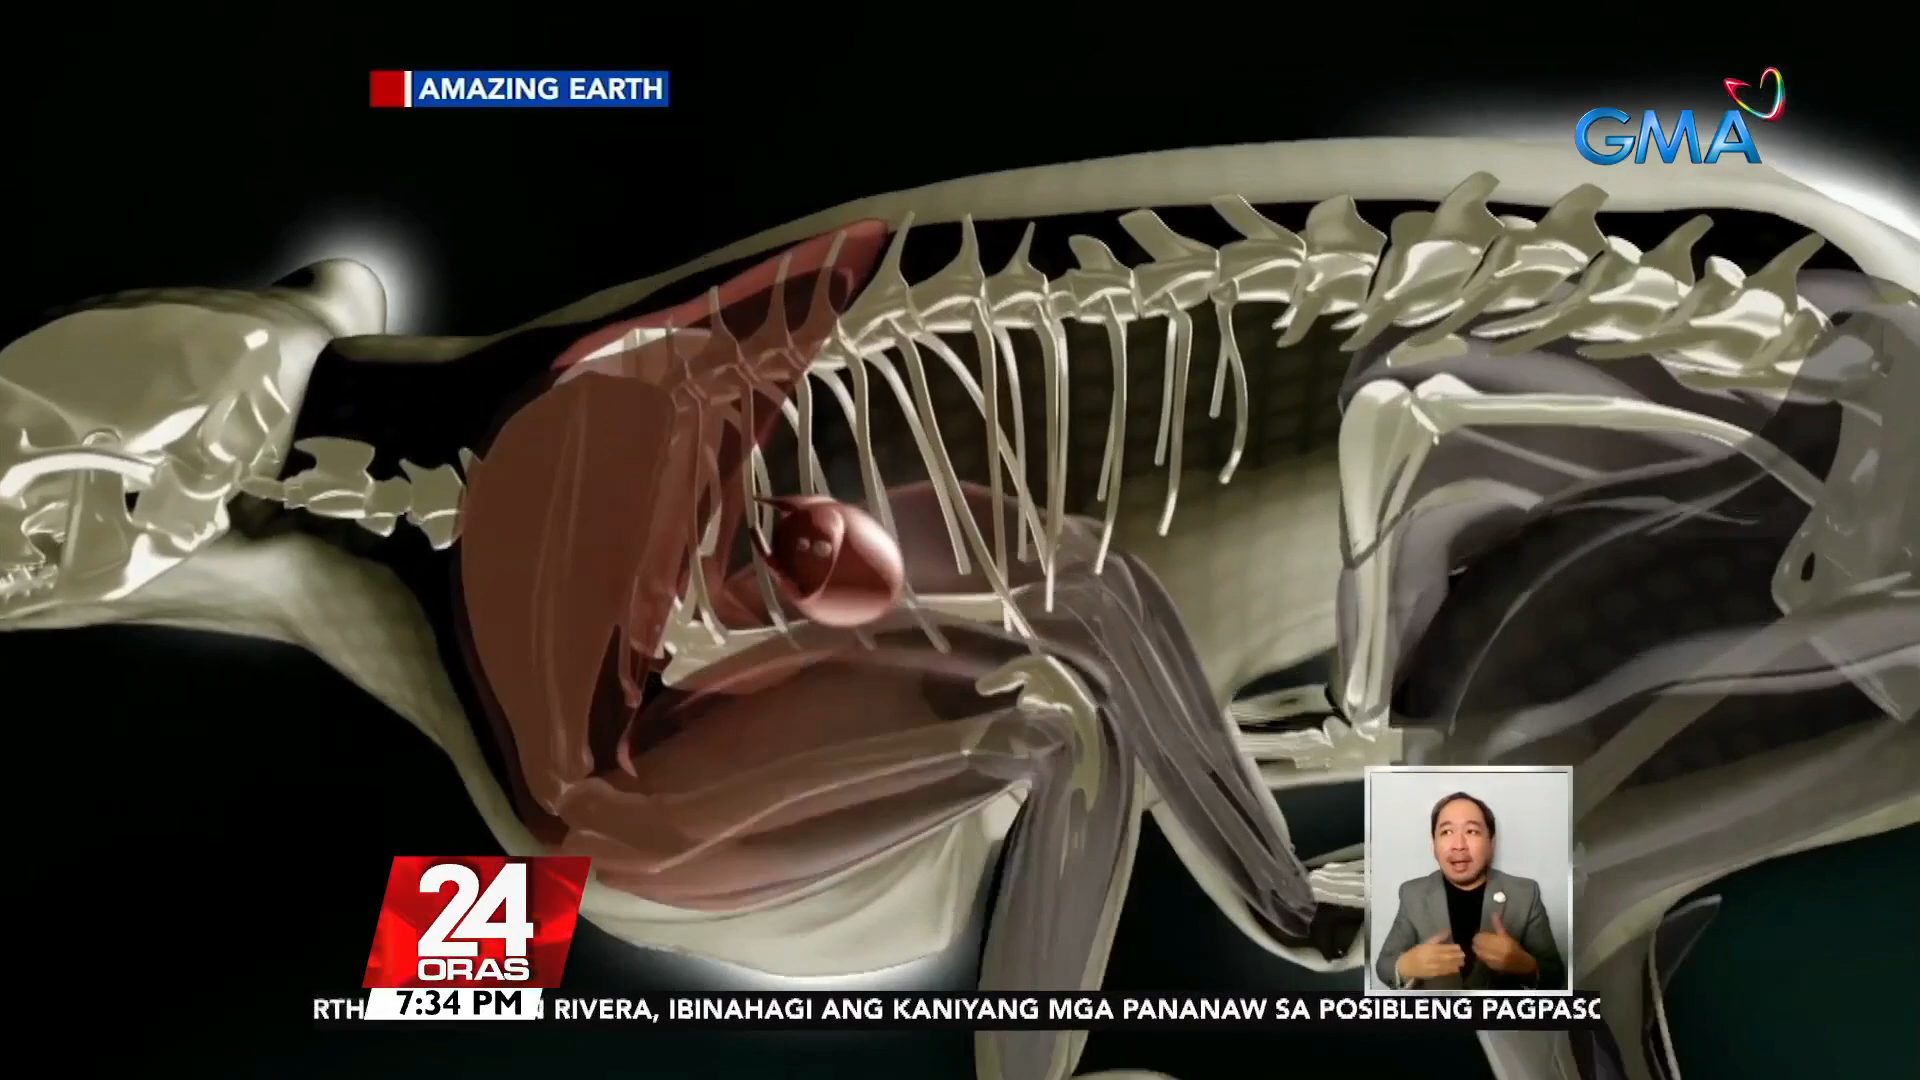 AMAZING EARTH
GMA
24
ORAS
7:34 PM
RIVERA, IBINAHAGI ANG KANIYANG MGA PANANAW SA POSIBLENG